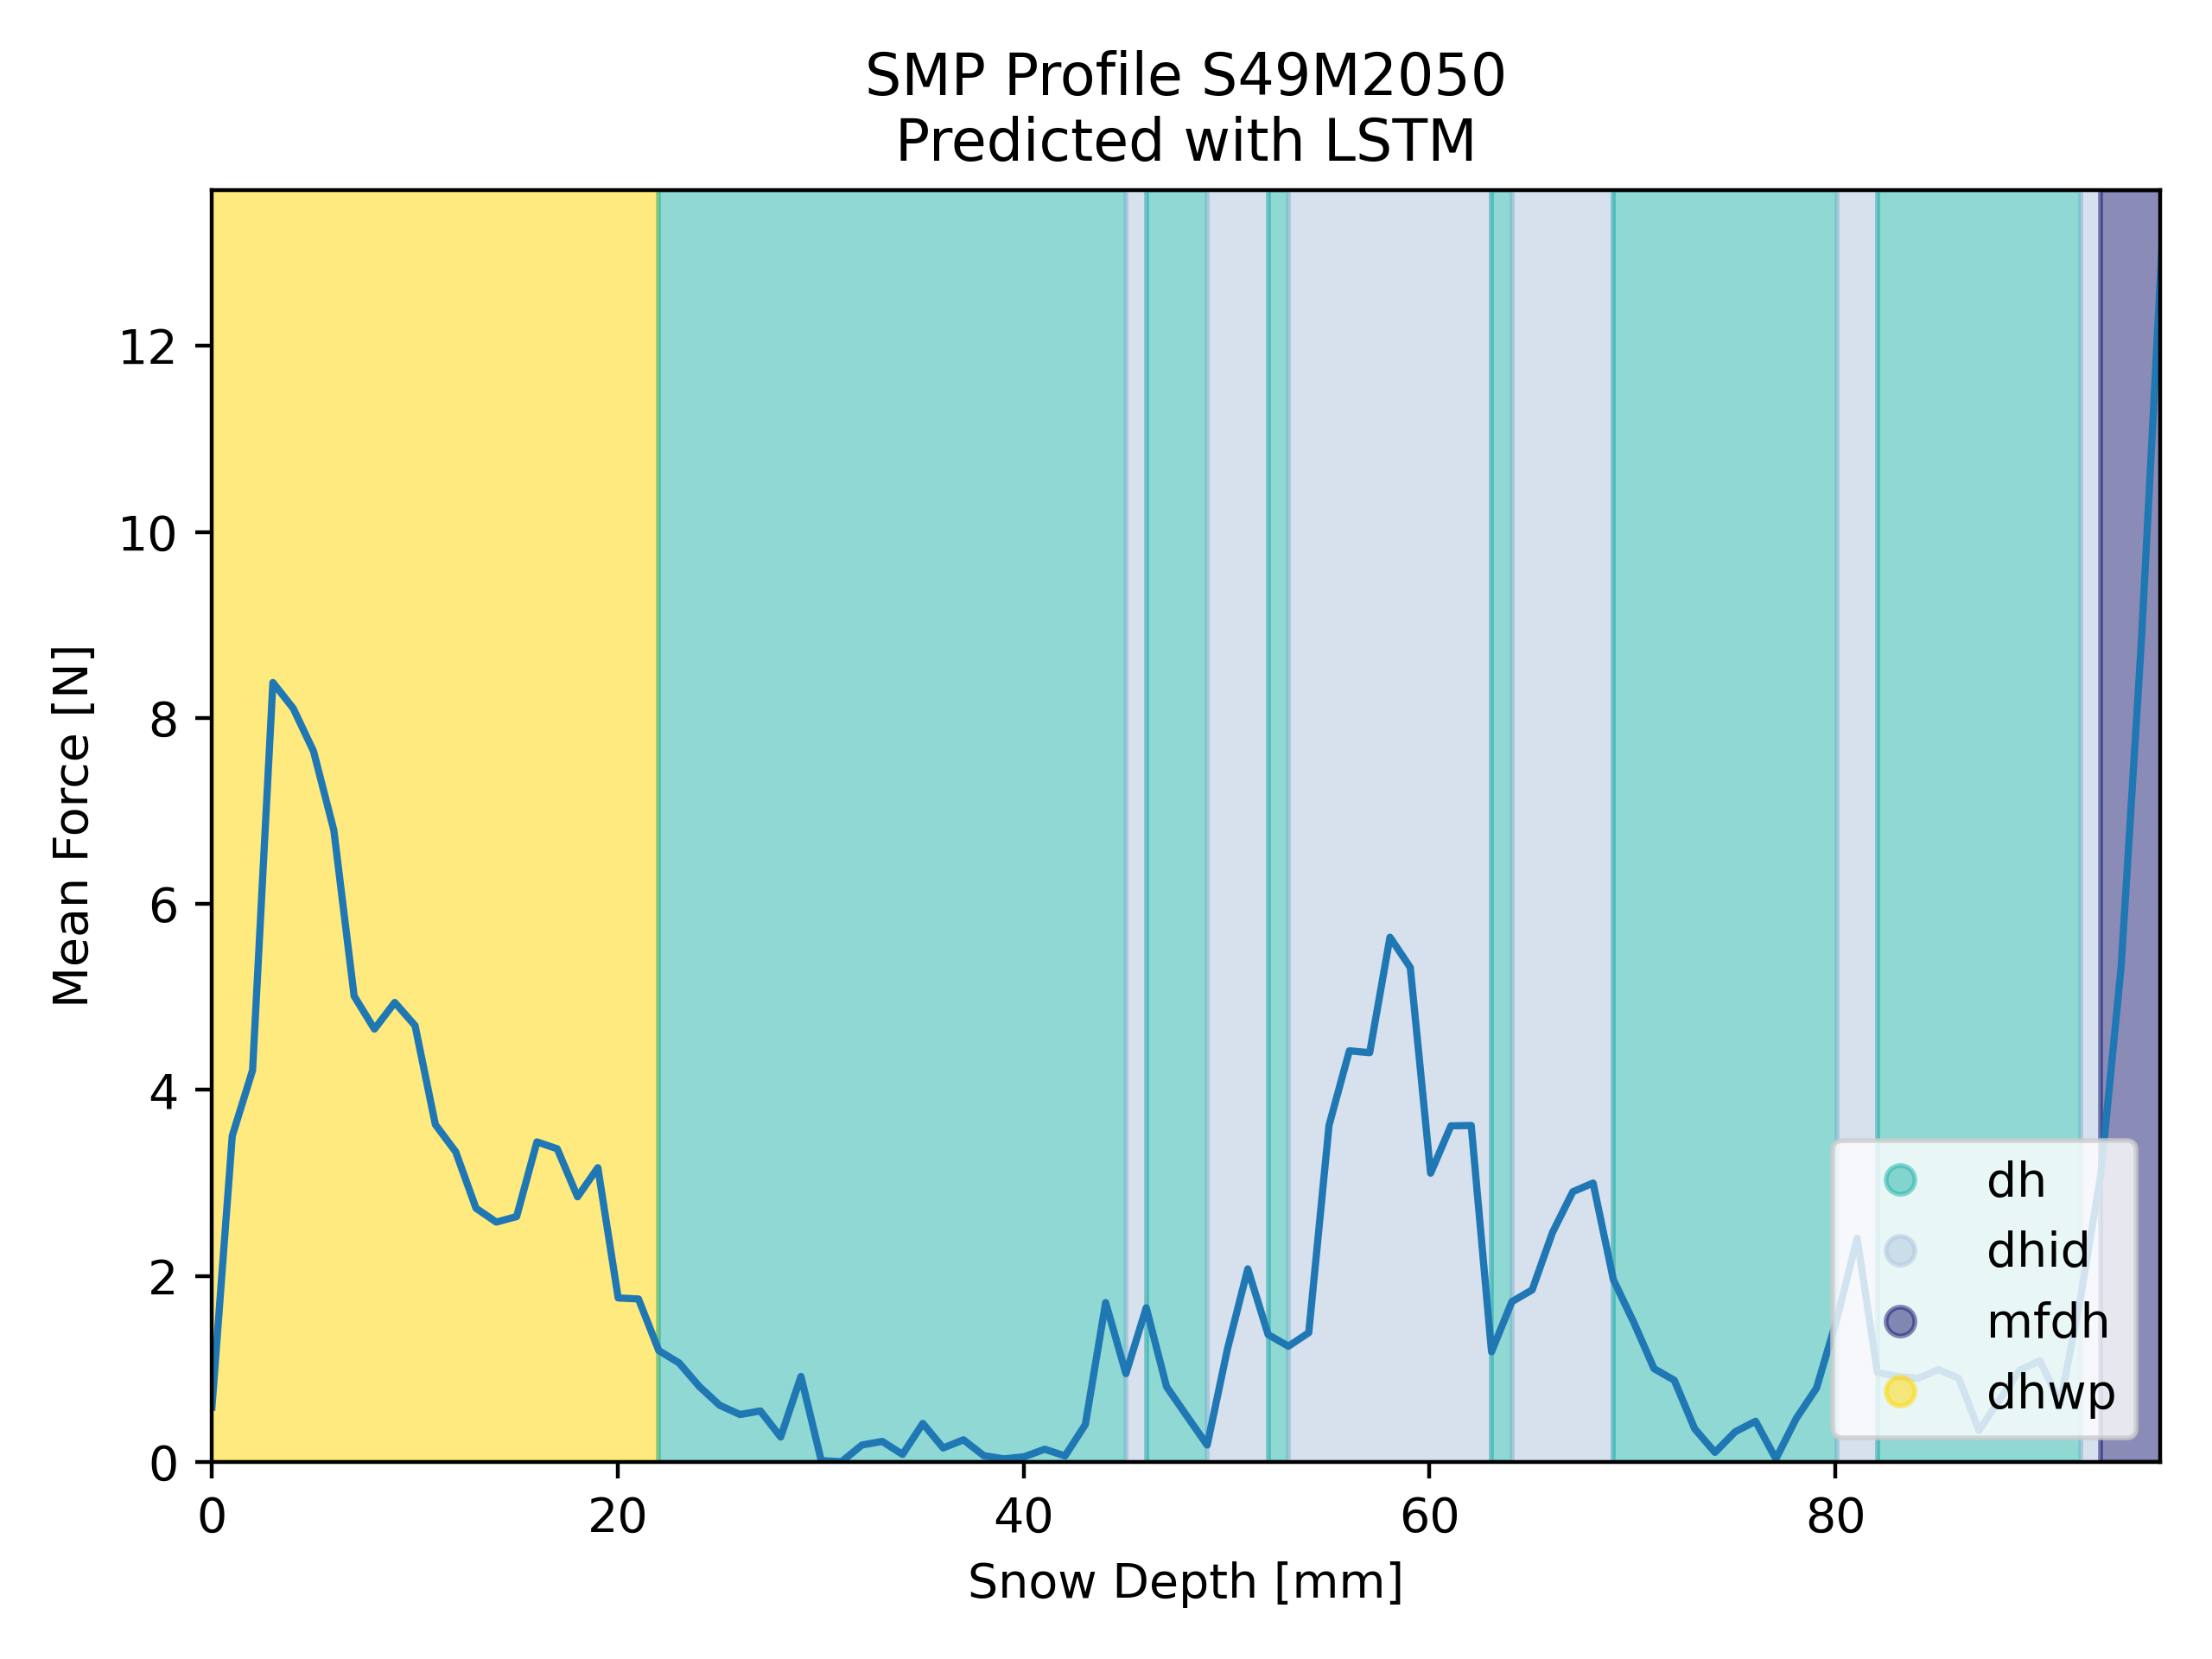 SMP Profile S49M2050
Predicted with LSTM
Mean Force [N]
12
10
8
6
4
2
0
0 20 40 60 80
Snow Depth [mm]
dh
dhid
mfdh
dhwp